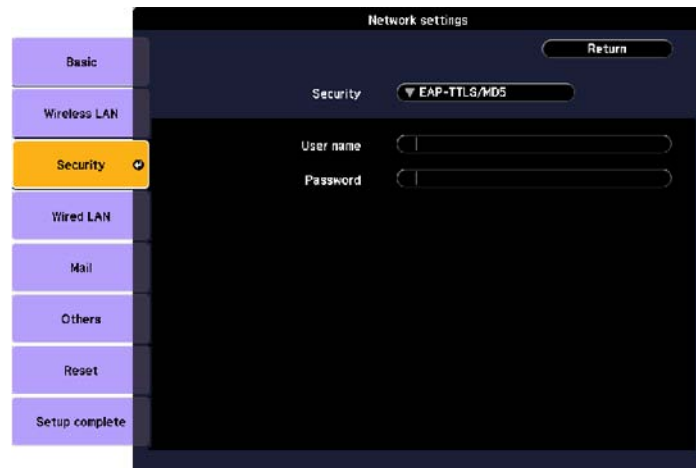 Network settings
Return
Basic
Wireless LAN
Security
Wired LAN
Mail
Others
Reset
Setup complete
Security
EAP-TTLS/MD5
User name
Password